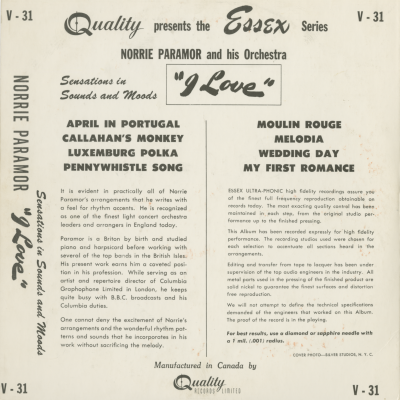 V - 31
Quality presents the Essex Series
V - 31
NORRIE PARAMOR and his Orchestra
Sensations in
Sounds and Moods
"I Love"
APRIL IN PORTUGAL
CALLAHAN'S MONKEY
LUXEMBURG POLKA
PENNYWHISTLE SONG
It is evident in practically all of Norrie
Paramor's arrangements that he writes with
a feel for rhythm accents. He is recognised
as one of the finest light concert orchestra
leaders and arrangers in England today.
Paramor is a Briton by birth and studied
piano and harpsicord before working with
several of the top bands in the British Isles.
His present work earns him a coveted posi-
tion in his profession. While serving as an
artist and repertoire director of Columbia
Graphophone Limited in London, he keeps
quite busy with B.B.C. broadcasts and his
Columbia duties.
One cannot deny the excitement of Norrie's
arrangements and the wonderful rhythm pat-
terns and sounds that he incorporates in his
work without sacrificing the melody.
MOULIN ROUGE
MELODIA
WEDDING DAY
MY FIRST ROMANCE
ESSEX ULTRA-PHONIC high fidelity recordings assure you
of the finest full frequency reproduction obtainable on
records today. The most exacting quality control has been
maintained in each step, from the original studio per-
formance up to the finished pressing.
This Album has been recorded expressly for high fidelity
performance. The recording studios used were chosen for
each selection to accentuate all sections heard in the
arrangements.
Editing and transfer from tape to lacquer has been under
supervision of the top audio engineers in the industry. All
metal parts used in the pressing of the finished product are
solid nickel to guarantee the finest surfaces and distortion
free reproduction.
We will not attempt to define the technical specifications
demanded of the engineers that worked on this Album.
The proof of the record is in the playing.
For best results, use a diamond or sapphire needle with
a 1 mil. (.001) radius.
COVER PHOTO—BAYER STUDIOS, N. Y. C.
Manufactured in Canada by
V - 31
Quality
RECORDS LIMITED
V - 31
NORRIE PARAMOR "I Love"
Sensations in Sounds and Moods